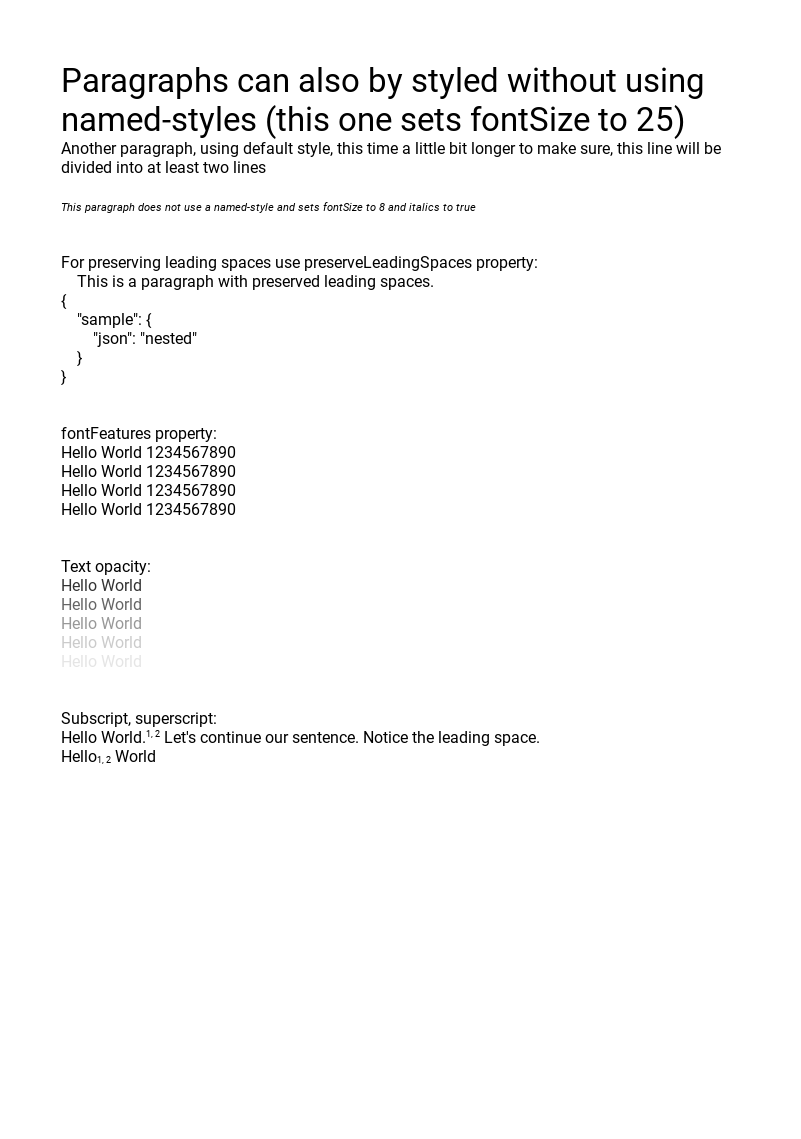 Paragraphs can also by styled without using
named-styles (this one sets fontSize to 25)
Another paragraph, using default style, this time a little bit longer to make sure, this line will be
divided into at least two lines
This paragraph does not use a named-style and sets fontSize to 8 and italics to true
For preserving leading spaces use preserveLeadingSpaces property:
    This is a paragraph with preserved leading spaces.
{
    "sample": {
        "json": "nested"
    }
}
fontFeatures property:
Hello World 1234567890
Hello World 1234567890
Hello World 1234567890
Hello World 1234567890
Text opacity:
Hello World
Hello World
Hello World
Hello World
Hello World
Subscript, superscript:
Hello World.1, 2 Let's continue our sentence. Notice the leading space.
Hello1, 2 World